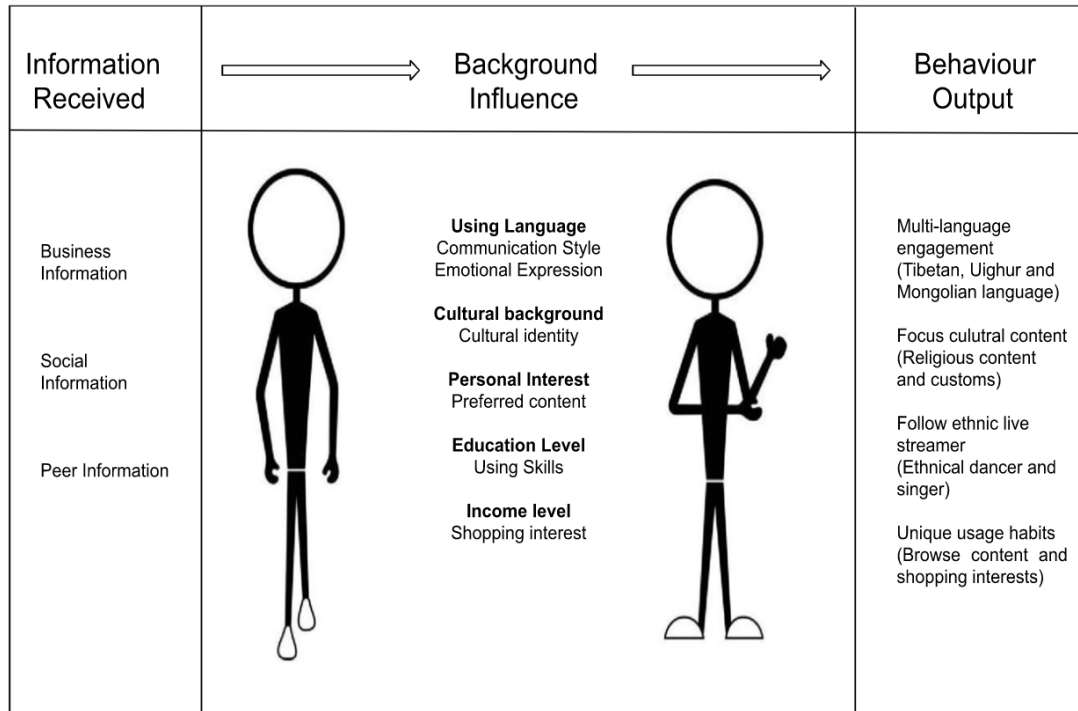 Information
Received
Background
Influence
Behaviour
Output
Business
Information
Social
Information
Peer Information
Using Language
Communication Style
Emotional Expression
Cultural background
Cultural identity
Personal Interest
Preferred content
Education Level
Using Skills
Income level
Shopping interest
Multi-language
engagement
(Tibetan, Uighur and
Mongolian language)
Focus culutral content
(Religious content
and customs)
Follow ethnic live
streamer
(Ethnical dancer and
singer)
Unique usage habits
(Browse content and
shopping interests)